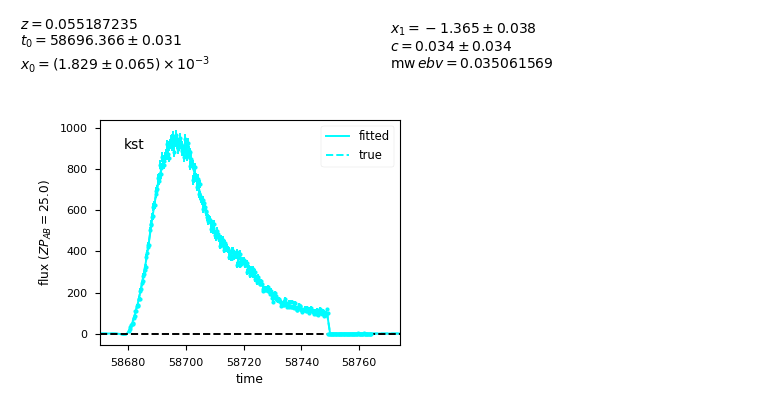 z = 0.055187235
t₀ = 58696.366 ± 0.031
x₀ = (1.829 ± 0.065) × 10⁻³
x₁ = − 1.365 ± 0.038
c = 0.034 ± 0.034
mw ebv = 0.035061569
kst
fitted
true
1000
800
600
400
200
0
flux (ZP_AB = 25.0)
58680 58700 58720 58740 58760
time